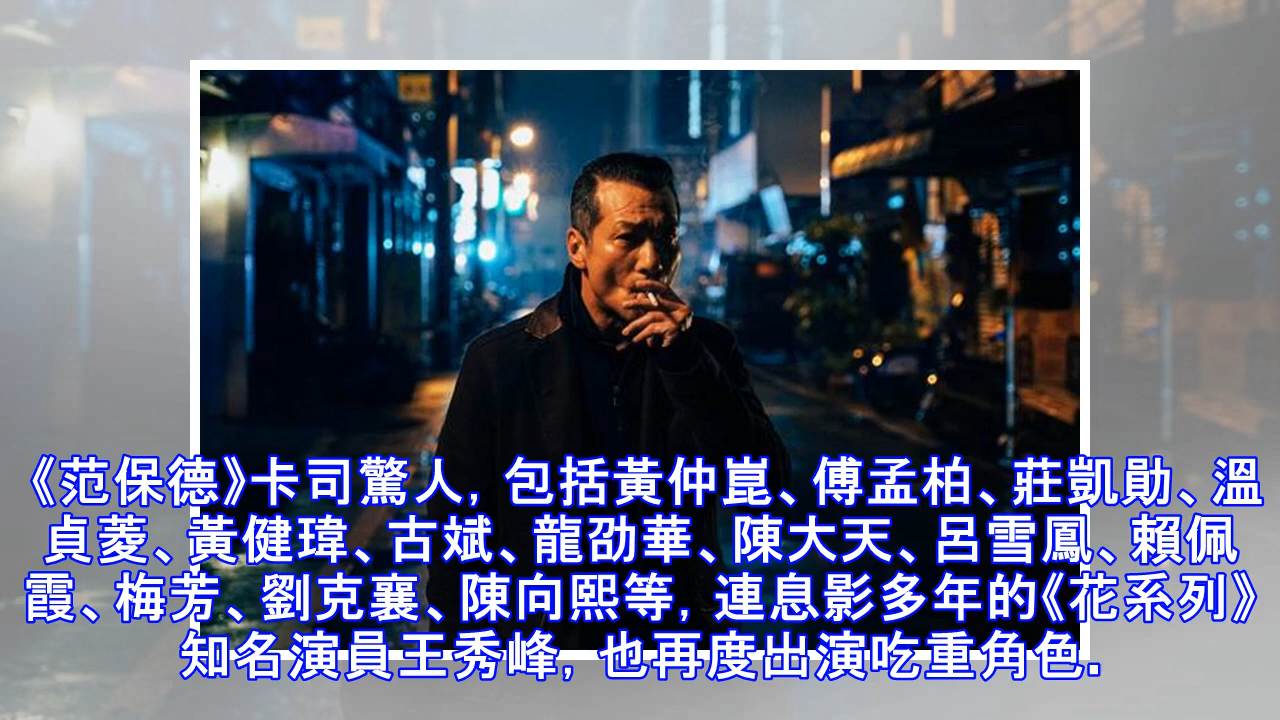 《范保德》卡司驚人, 包括黃仲崑、傅孟柏、莊凱勛、溫
貞菱、黃健瑋、古斌、龍劭華、陳大天、呂雪鳳、賴佩
霞、梅芳、劉克襄、陳向熙等, 連息影多年的《花系列》
知名演員王秀峰, 也再度出演吃重角色.